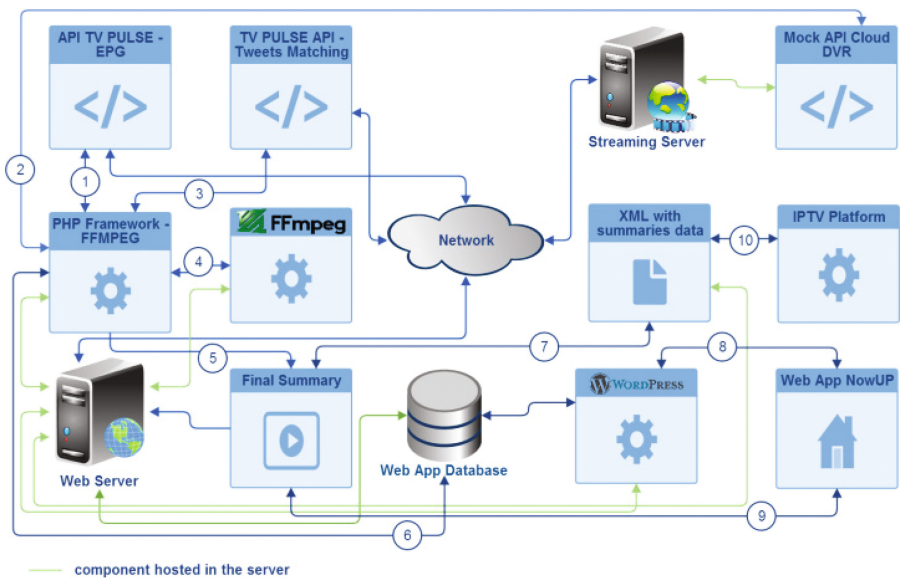 API TV PULSE -
EPG
</>
TV PULSE API -
Tweets Matching
</>
Streaming Server
Mock API Cloud
DVR
</>
2
1
3
PHP Framework -
FFMPEG
FFmpeg
4
Network
XML with
summaries data
10
IPTV Platform
5
7
8
Web Server
Final Summary
Web App Database
WORDPRESS
Web App NowUP
6
9
component hosted in the server